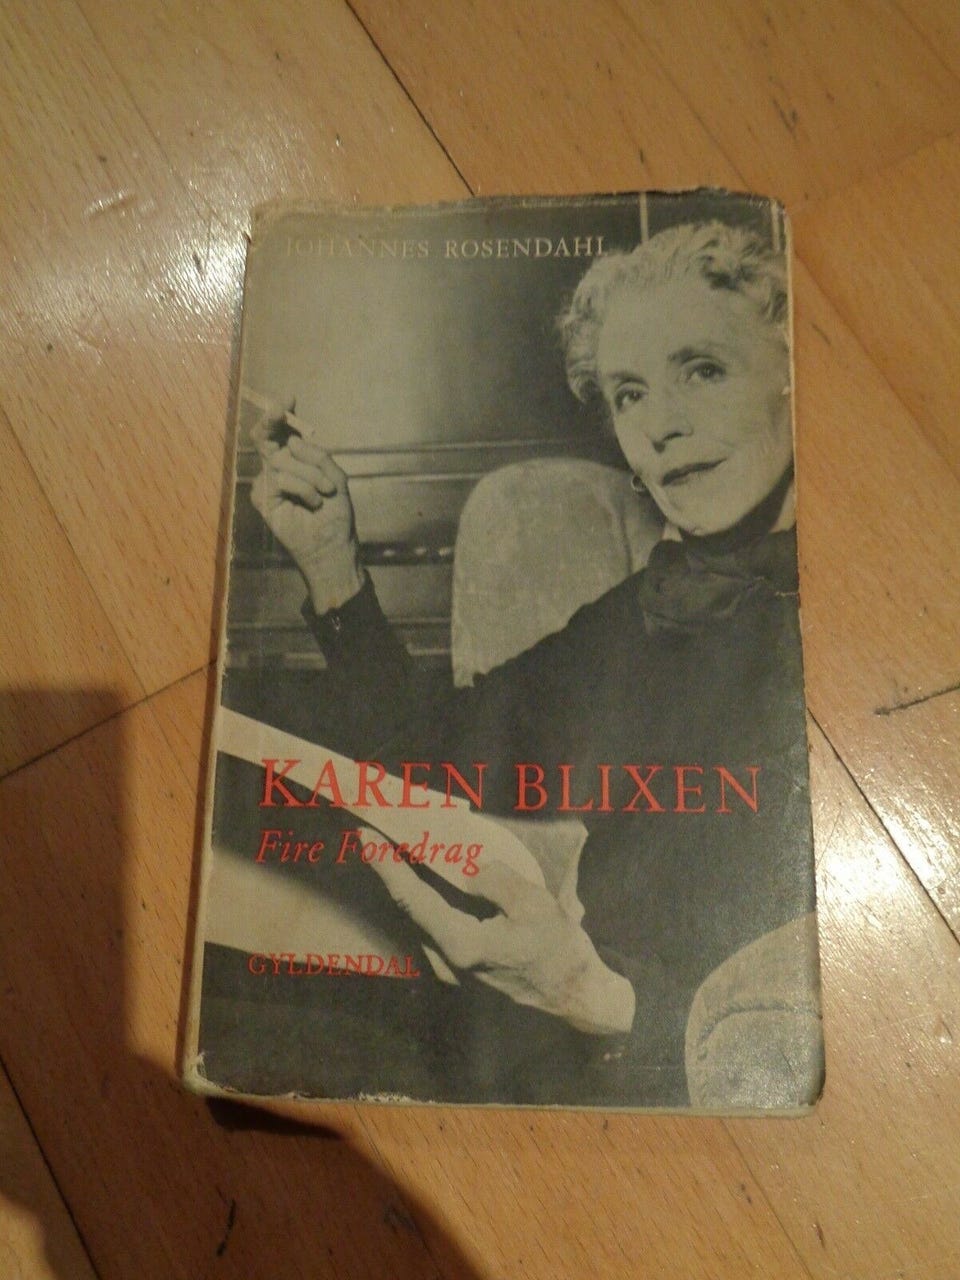 JOHANNES ROSENDAHL
KAREN BLIXEN
Fire Foredrag
GYLDENDAL